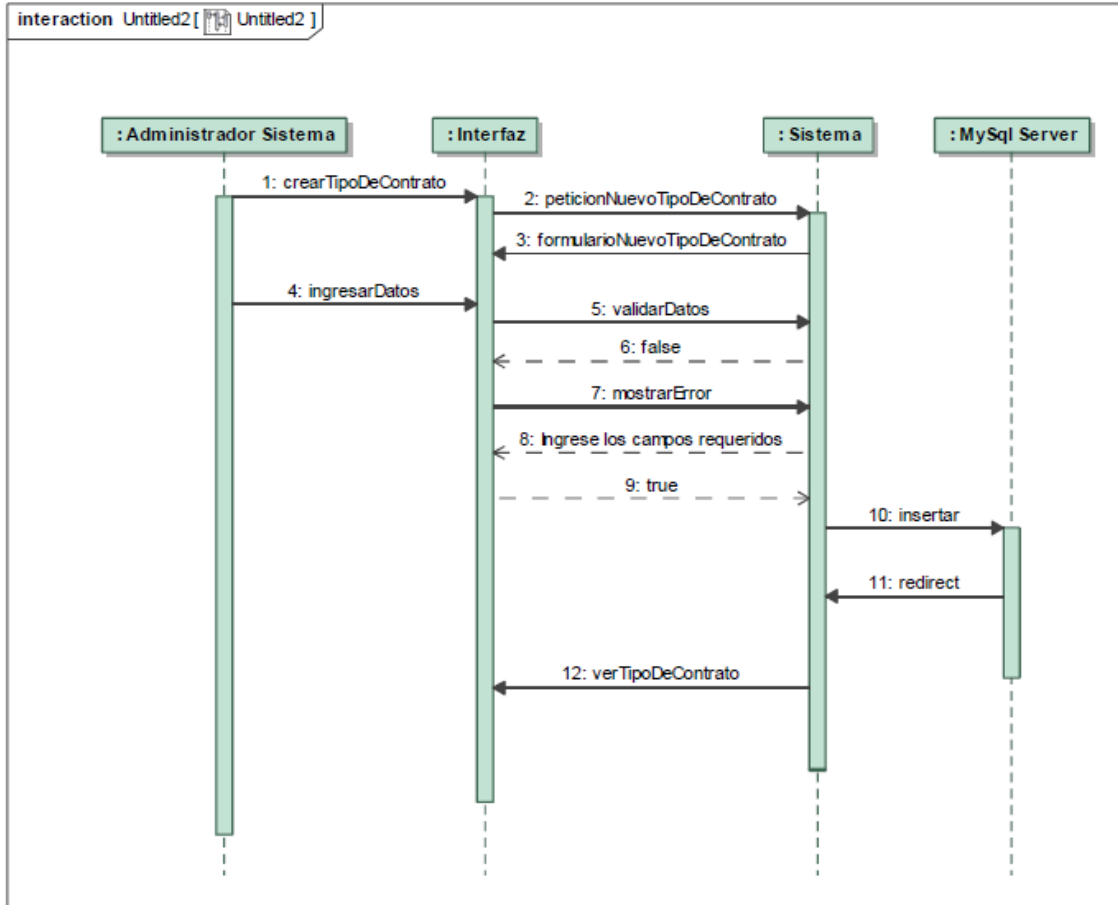 interaction Untitled2 [ Untitled2 ]
: Administrador Sistema
: Interfaz
: Sistema
: MySql Server
1: crearTipoDeContrato
2: peticionNuevoTipoDeContrato
3: formularioNuevoTipoDeContrato
4: ingresarDatos
5: validarDatos
6: false
7: mostrarError
8: Ingrese los campos requeridos
9: true
10: insertar
11: redirect
12: verTipoDeContrato